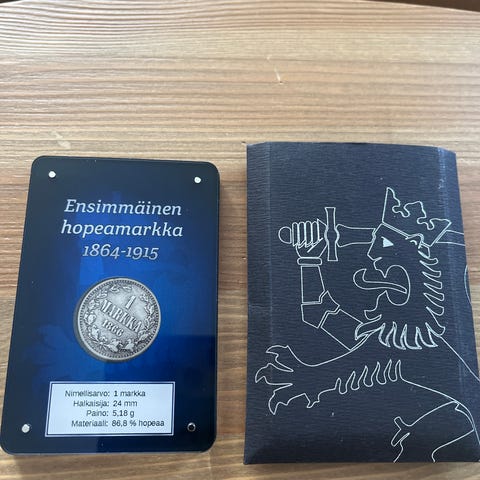 Ensimmäinen
hopeamarkka
1864-1915
1
MARKKA
Nimellisarvo: 1 markka
Halkaisija: 24 mm
Paino: 5,18 g
Materiaali: 86,8 % hopeaa